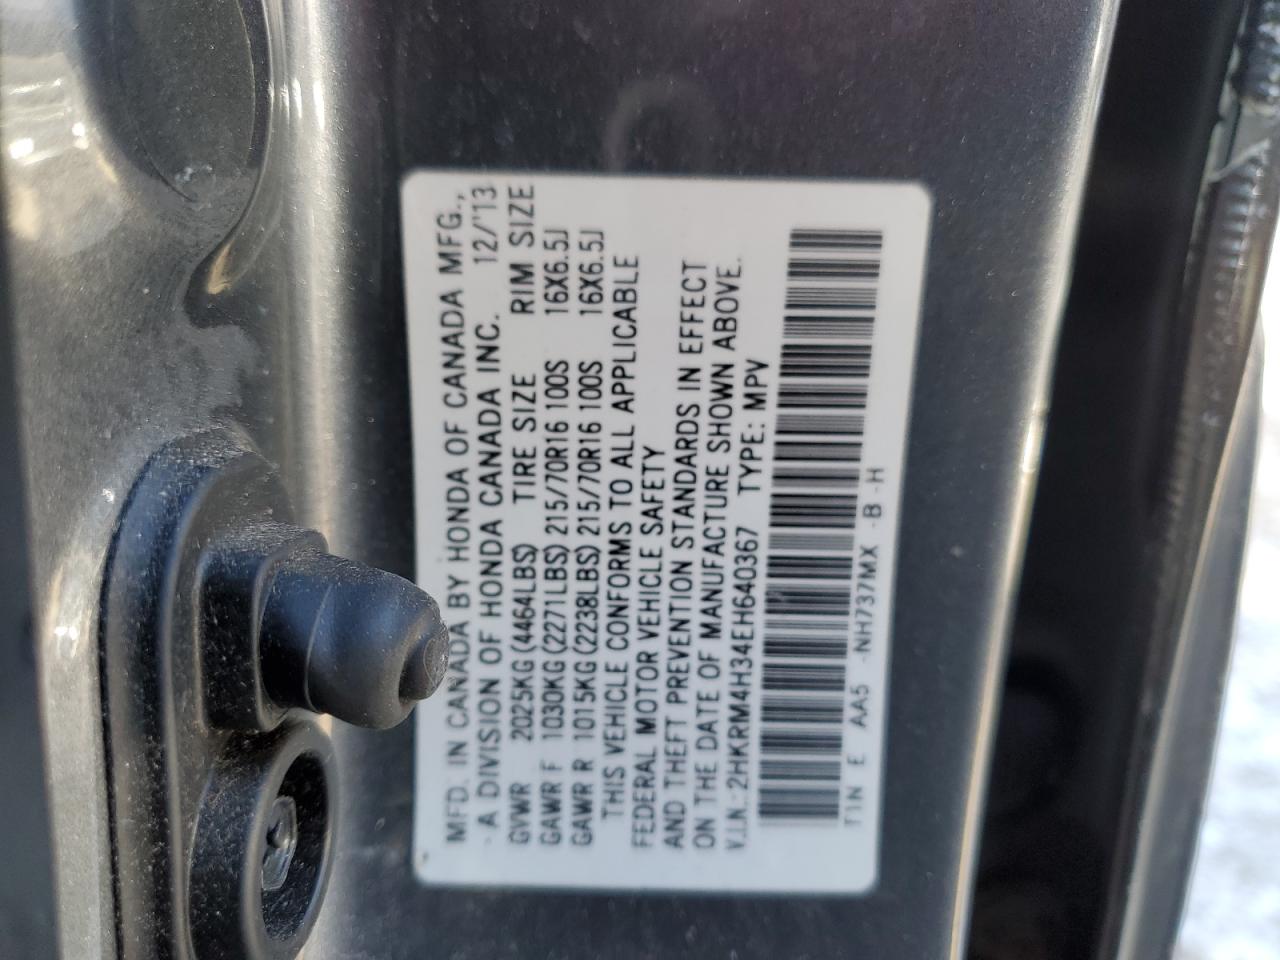 MFD. IN CANADA BY HONDA OF CANADA MFG.,
A DIVISION OF HONDA CANADA INC. 12/'13
GVWR 2025KG(4464LBS) TIRE SIZE RIM SIZE
GAWR F 1030KG(2271LBS) 215/70R16 100S 16X6.5J
GAWR R 1015KG(2238LBS) 215/70R16 100S 16X6.5J
THIS VEHICLE CONFORMS TO ALL APPLICABLE
FEDERAL MOTOR VEHICLE SAFETY
AND THEFT PREVENTION STANDARDS IN EFFECT
ON THE DATE OF MANUFACTURE SHOWN ABOVE.
V.I.N.: 2HKRM4H34EH640367 TYPE: MPV
T1N E AA5 -NH737MX -B -H